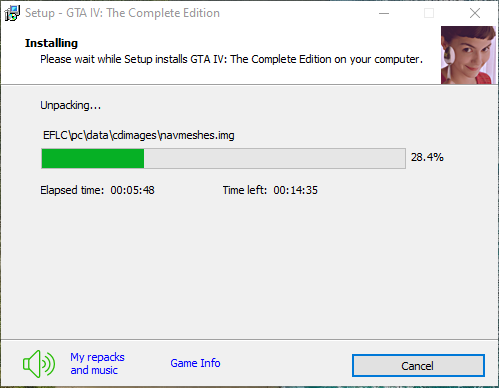 Setup - GTA IV: The Complete Edition
Installing
Please wait while Setup installs GTA IV: The Complete Edition on your computer.
Unpacking...
EFLC\pc\data\cdimages\navmeshes.img
28.4%
Elapsed time: 00:05:48 Time left: 00:14:35
My repacks
and music
Game Info
Cancel